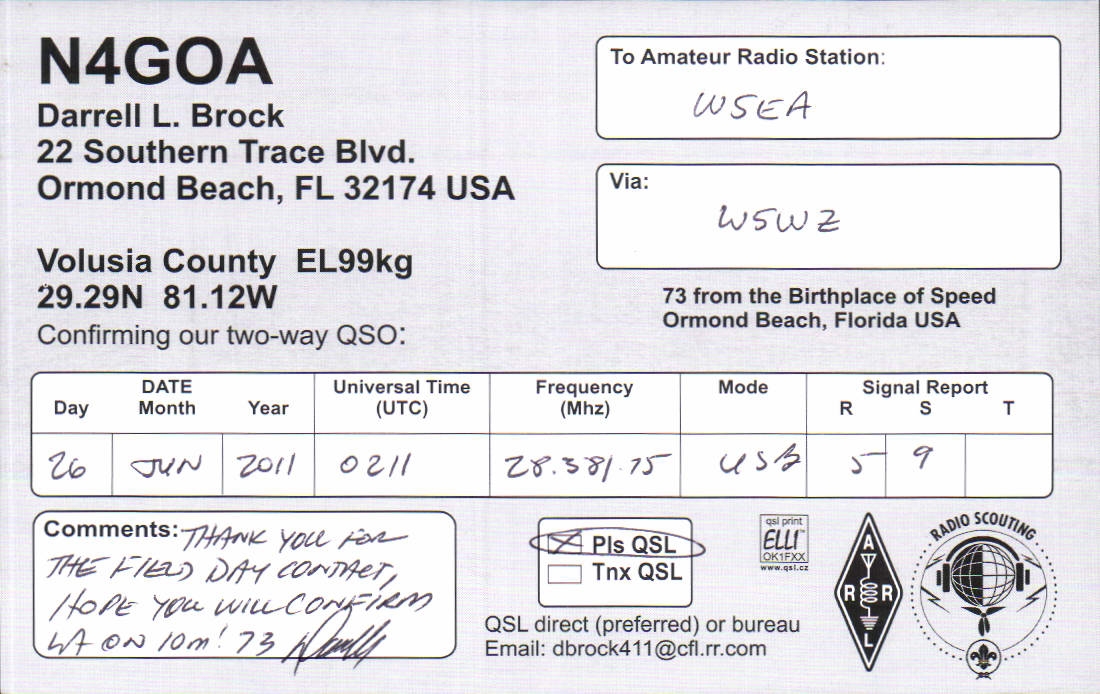 N4GOA
Darrell L. Brock
22 Southern Trace Blvd.
Ormond Beach, FL 32174 USA
Volusia County EL99kg
29.29N 81.12W
Confirming our two-way QSO:
To Amateur Radio Station:
W5EA
Via:
W5WZ
73 from the Birthplace of Speed
Ormond Beach, Florida USA
DATE Universal Time Frequency Mode Signal Report
Day Month Year (UTC) (Mhz) R S T
26 JUN 2011 0211 28.381.75 USB 5 9
Comments: THANK YOU FOR
THE FIELD DAY CONTACT,
HOPE YOU WILL CONFIRM
LA ON 10m! 73
Pls QSL
Tnx QSL
QSL direct (preferred) or bureau
Email: dbrock411@cfl.rr.com
qsl print
ELLI
OK1FXX
www.qsl.cz
A
R R
L
RADIO SCOUTING